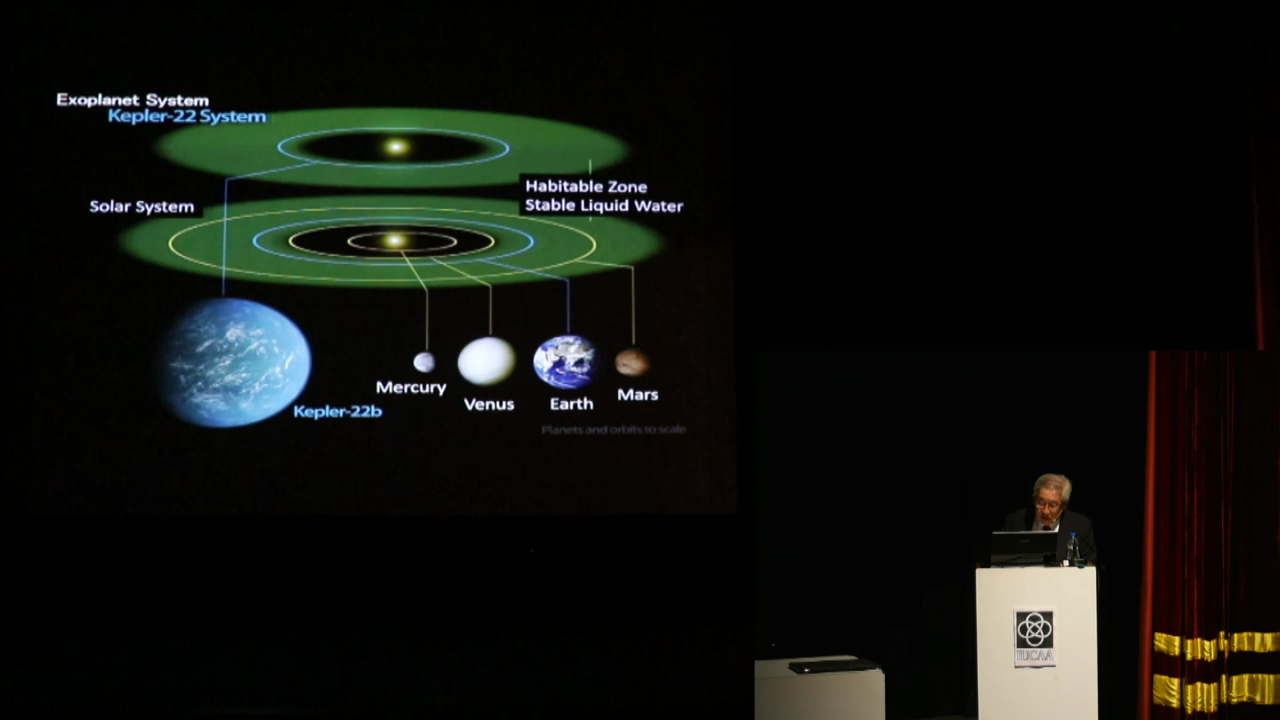 Exoplanet System
Kepler-22 System
Habitable Zone
Stable Liquid Water
Solar System
Mercury
Venus
Earth
Mars
Kepler-22b
Planets and orbits to scale
IUCAA